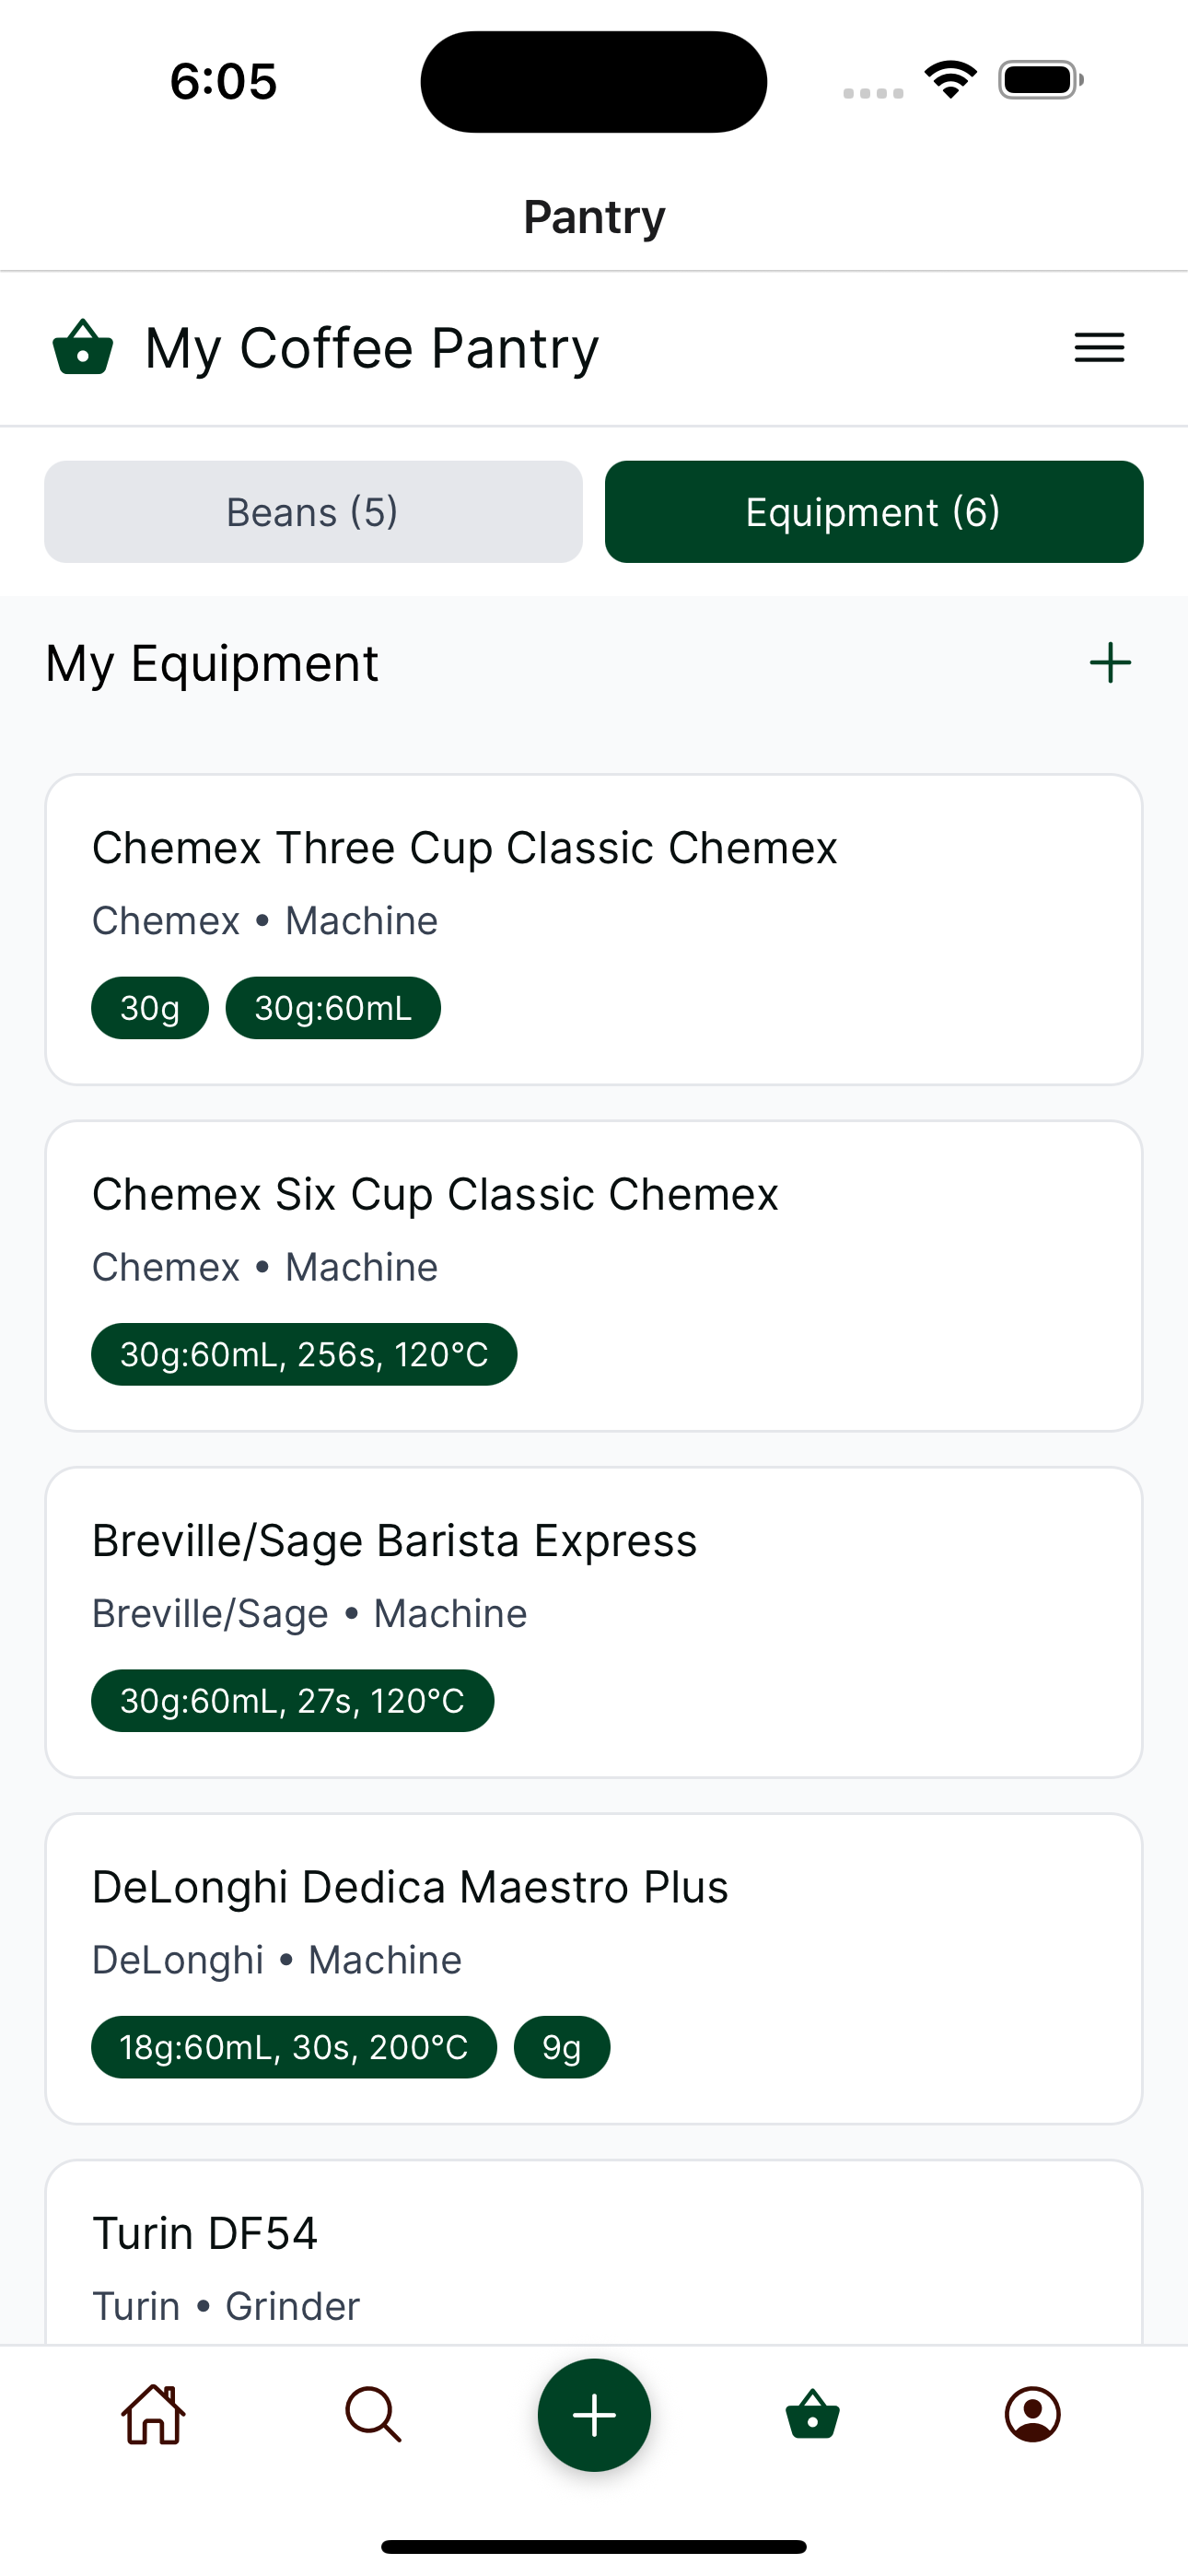 6:05
Pantry
My Coffee Pantry
Beans (5)
Equipment (6)
My Equipment
Chemex Three Cup Classic Chemex
Chemex • Machine
30g
30g:60mL
Chemex Six Cup Classic Chemex
Chemex • Machine
30g:60mL, 256s, 120°C
Breville/Sage Barista Express
Breville/Sage • Machine
30g:60mL, 27s, 120°C
DeLonghi Dedica Maestro Plus
DeLonghi • Machine
18g:60mL, 30s, 200°C
9g
Turin DF54
Turin • Grinder